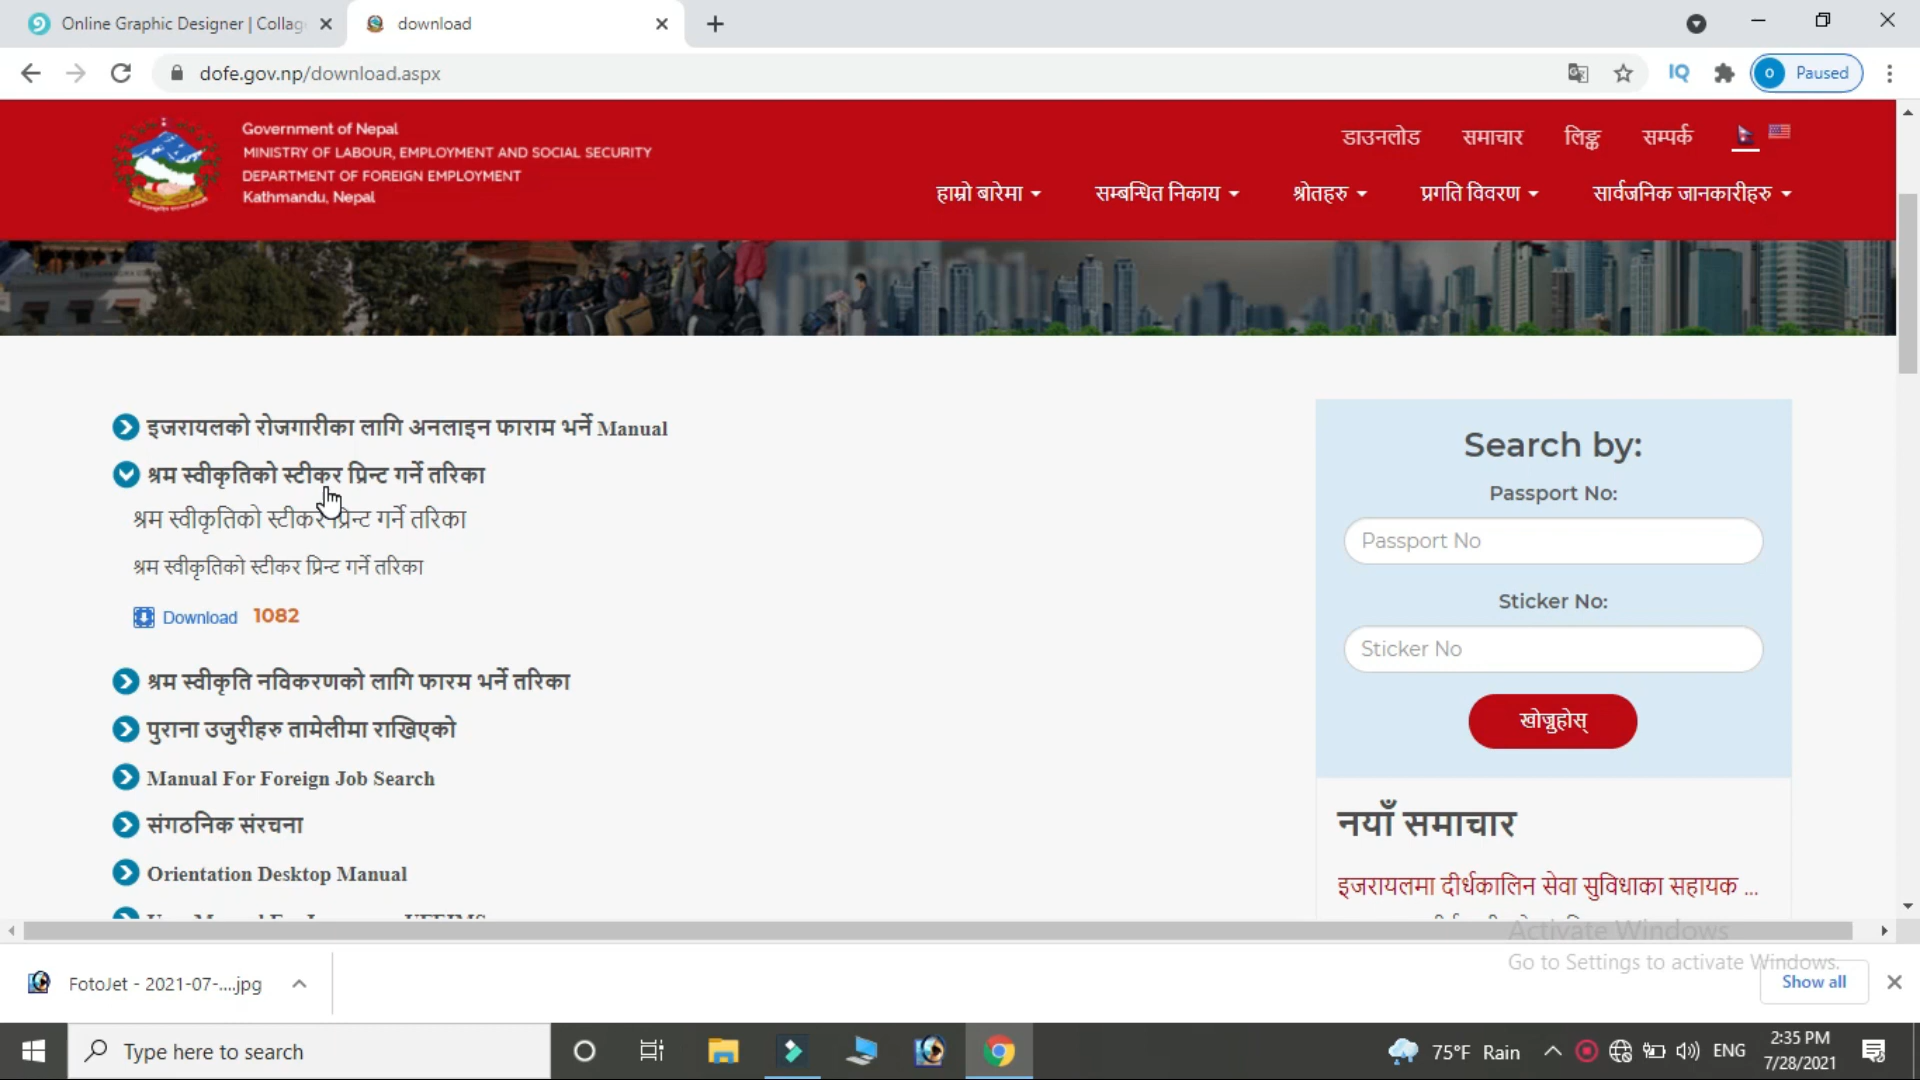 Online Graphic Designer | Collag
download
dofe.gov.np/download.aspx
IQ
o
Paused
Government of Nepal
MINISTRY OF LABOUR, EMPLOYMENT AND SOCIAL SECURITY
DEPARTMENT OF FOREIGN EMPLOYMENT
Kathmandu, Nepal
डाउनलोड समाचार लिङ्क सम्पर्क
हाम्रो बारेमा सम्बन्धित निकाय श्रोतहरु प्रगति विवरण सार्वजनिक जानकारीहरु
इजरायलको रोजगारीका लागि अनलाइन फाराम भर्ने Manual
श्रम स्वीकृतिको स्टीकर प्रिन्ट गर्ने तरिका
श्रम स्वीकृतिको स्टीकर प्रिन्ट गर्ने तरिका
श्रम स्वीकृतिको स्टीकर प्रिन्ट गर्ने तरिका
Download 1082
श्रम स्वीकृति नविकरणको लागि फारम भर्ने तरिका
पुराना उजुरीहरु तामेलीमा राखिएको
Manual For Foreign Job Search
संगठनिक संरचना
Orientation Desktop Manual
Search by:
Passport No:
Passport No
Sticker No:
Sticker No
खोज्नुहोस्
नयाँ समाचार
इजरायलमा दीर्धकालिन सेवा सुविधाका सहायक ...
Activate Windows
Go to Settings to activate Windows.
FotoJet - 2021-07-....jpg
Show all
Type here to search
75°F Rain
ENG
2:35 PM
7/28/2021